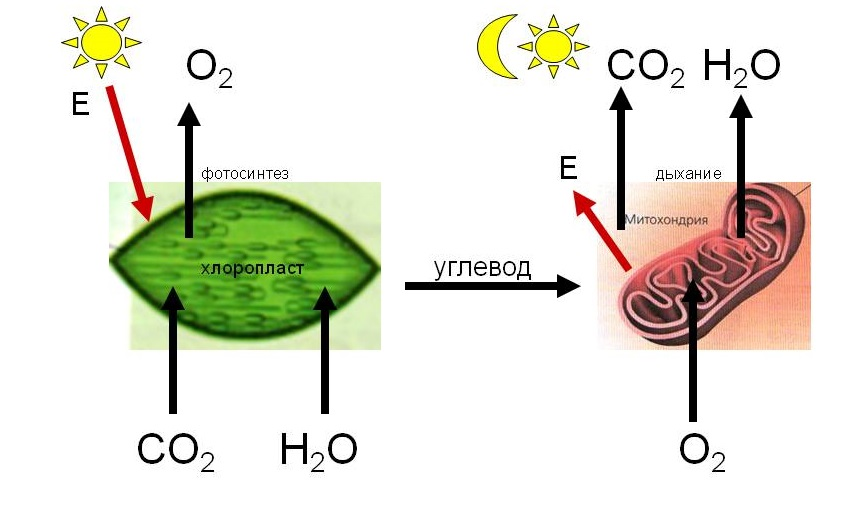 O2
CO2 H2O
E
фотосинтез
E
дыхание
Митохондрия
хлоропласт
углевод
CO2
H2O
O2